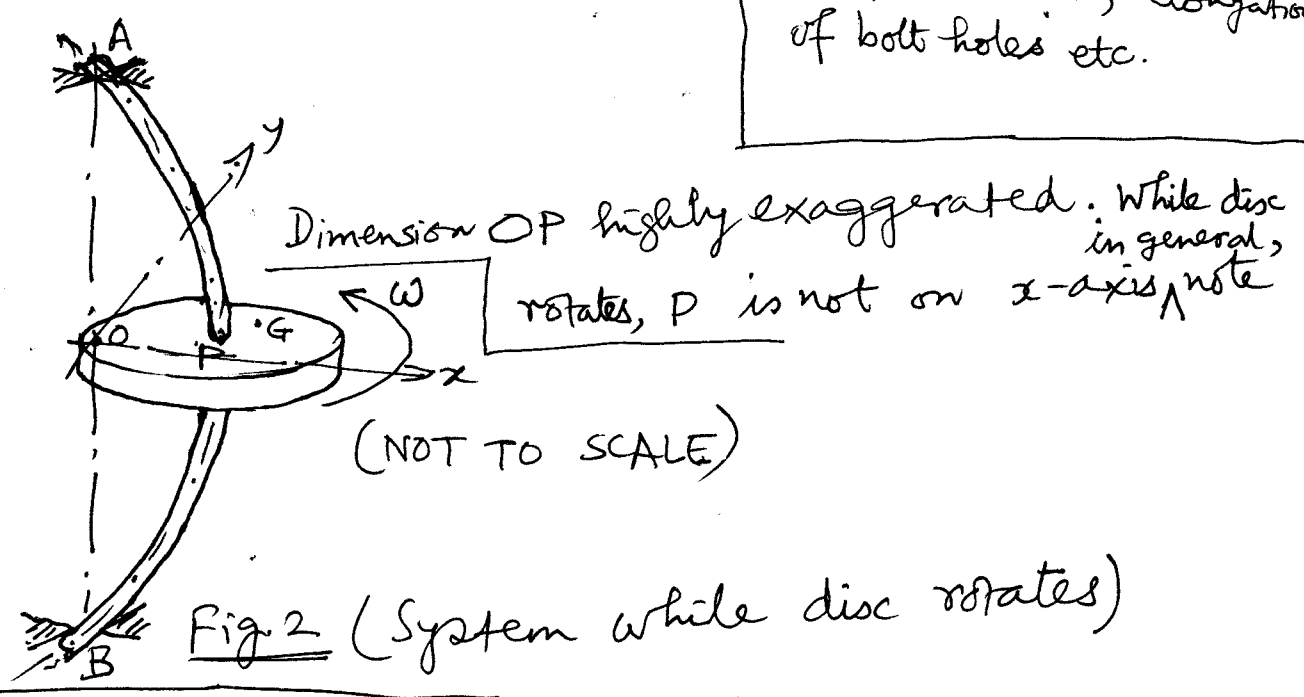 elongation
of bolt holes etc.
A
y
Dimension OP highly exaggerated. While disc
in general,
rotates, P is not on x-axis ∧ note
ω
O
P
.G
x
(NOT TO SCALE)
Fig. 2 (System while disc rotates)
B